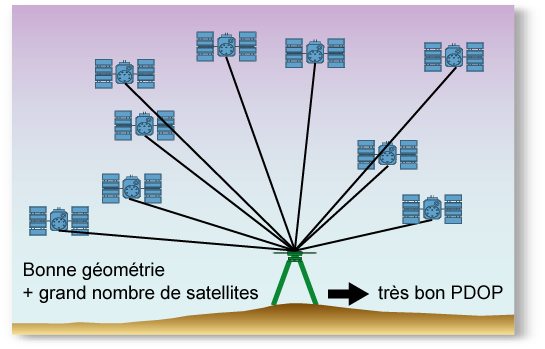 Bonne géométrie
+ grand nombre de satellites
très bon PDOP